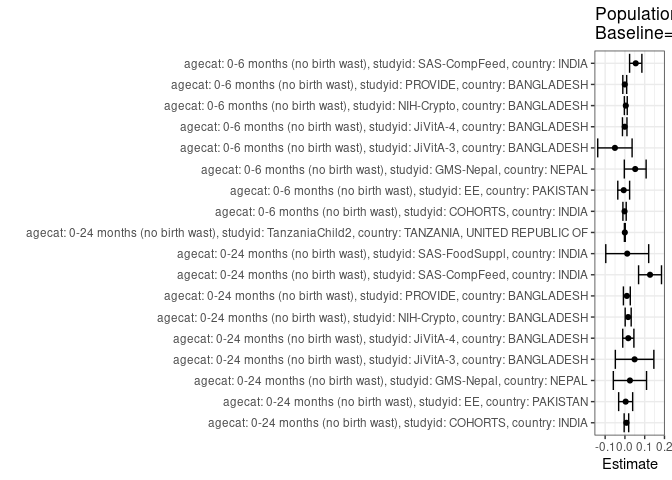 Population
Baseline=
agecat: 0-6 months (no birth wast), studyid: SAS-CompFeed, country: INDIA
agecat: 0-6 months (no birth wast), studyid: PROVIDE, country: BANGLADESH
agecat: 0-6 months (no birth wast), studyid: NIH-Crypto, country: BANGLADESH
agecat: 0-6 months (no birth wast), studyid: JiVitA-4, country: BANGLADESH
agecat: 0-6 months (no birth wast), studyid: JiVitA-3, country: BANGLADESH
agecat: 0-6 months (no birth wast), studyid: GMS-Nepal, country: NEPAL
agecat: 0-6 months (no birth wast), studyid: EE, country: PAKISTAN
agecat: 0-6 months (no birth wast), studyid: COHORTS, country: INDIA
agecat: 0-24 months (no birth wast), studyid: TanzaniaChild2, country: TANZANIA, UNITED REPUBLIC OF
agecat: 0-24 months (no birth wast), studyid: SAS-FoodSuppl, country: INDIA
agecat: 0-24 months (no birth wast), studyid: SAS-CompFeed, country: INDIA
agecat: 0-24 months (no birth wast), studyid: PROVIDE, country: BANGLADESH
agecat: 0-24 months (no birth wast), studyid: NIH-Crypto, country: BANGLADESH
agecat: 0-24 months (no birth wast), studyid: JiVitA-4, country: BANGLADESH
agecat: 0-24 months (no birth wast), studyid: JiVitA-3, country: BANGLADESH
agecat: 0-24 months (no birth wast), studyid: GMS-Nepal, country: NEPAL
agecat: 0-24 months (no birth wast), studyid: EE, country: PAKISTAN
agecat: 0-24 months (no birth wast), studyid: COHORTS, country: INDIA
-0.1 0.0 0.1 0.2
Estimate